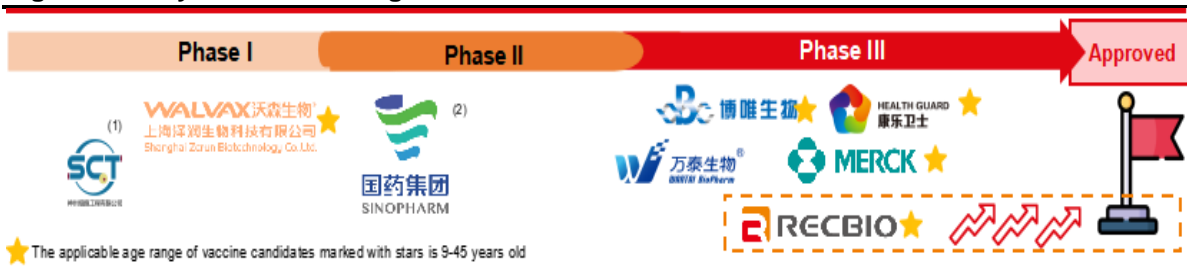 Phase I
Phase II
Phase III
Approved
(1)
SCT
WALVAX沃森生物
上海泽润生物科技有限公司
Shanghai Zerun Biotechnology Co.Ltd.
(2)
国药集团
SINOPHARM
博唯生物
HEALTH GUARD
康乐卫士
万泰生物®
MERCK
RECBIO
The applicable age range of vaccine candidates marked with stars is 9-45 years old